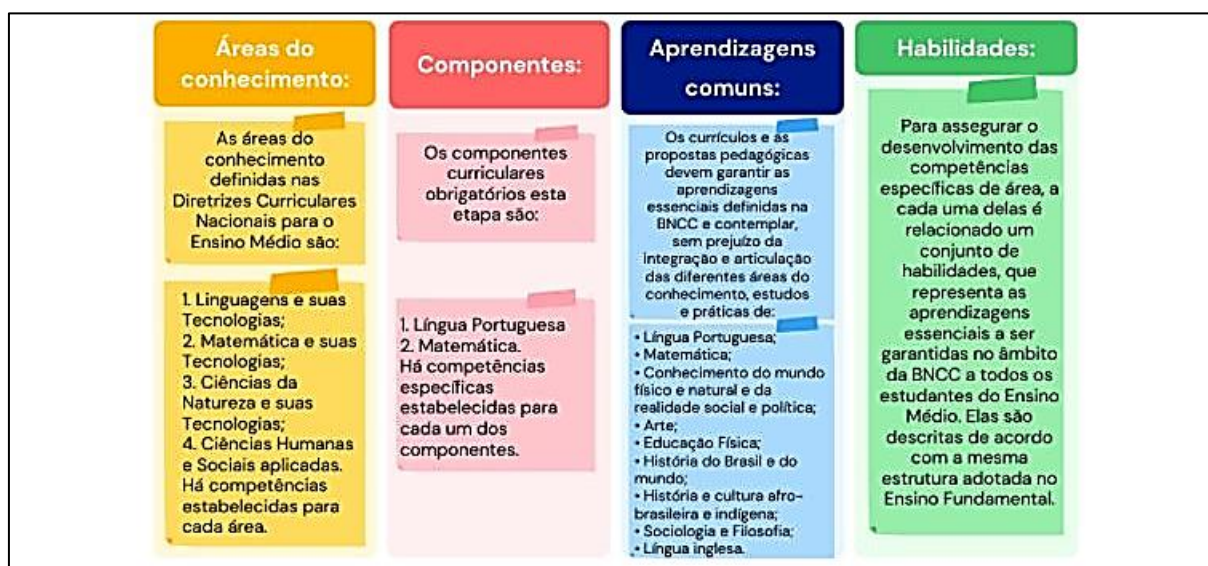 Áreas do
conhecimento:
As áreas do
conhecimento
definidas nas
Diretrizes Curriculares
Nacionais para o
Ensino Médio são:
1. Linguagens e suas
Tecnologias;
2. Matemática e suas
Tecnologias;
3. Ciências da
Natureza e suas
Tecnologias;
4. Ciências Humanas
e Sociais aplicadas.
Há competências
estabelecidas para
cada área.
Componentes:
Os componentes
curriculares
obrigatórios esta
etapa são:
1. Língua Portuguesa
2. Matemática.
Há competências
específicas
estabelecidas para
cada um dos
componentes.
Aprendizagens
comuns:
Os currículos e as
propostas pedagógicas
devem garantir as
aprendizagens
essenciais definidas na
BNCC e contemplar,
sem prejuízo da
integração e articulação
das diferentes áreas do
conhecimento, estudos
e práticas de:
• Língua Portuguesa;
• Matemática;
• Conhecimento do mundo
físico e natural e da
realidade social e política;
• Arte;
• Educação Física;
• História do Brasil e do
mundo;
• História e cultura afro-
brasileira e indígena;
• Sociologia e Filosofia;
• Língua inglesa.
Habilidades:
Para assegurar o
desenvolvimento das
competências
específicas de área, a
cada uma delas é
relacionado um
conjunto de
habilidades, que
representa as
aprendizagens
essenciais a ser
garantidas no âmbito
da BNCC a todos os
estudantes do Ensino
Médio. Elas são
descritas de acordo
com a mesma
estrutura adotada no
Ensino Fundamental.